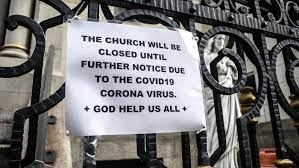 THE CHURCH WILL BE
CLOSED UNTIL
FURTHER NOTICE DUE
TO THE COVID19
CORONA VIRUS.
+ GOD HELP US ALL +